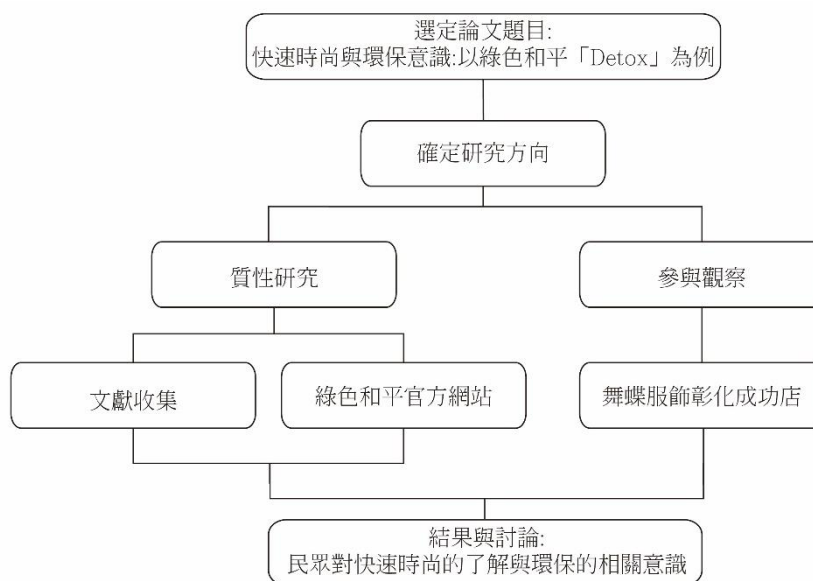 選定論文題目:
快速時尚與環保意識:以綠色和平「Detox」為例
確定研究方向
質性研究
參與觀察
文獻收集
綠色和平官方網站
舞蝶服飾彰化成功店
結果與討論:
民眾對快速時尚的了解與環保的相關意識